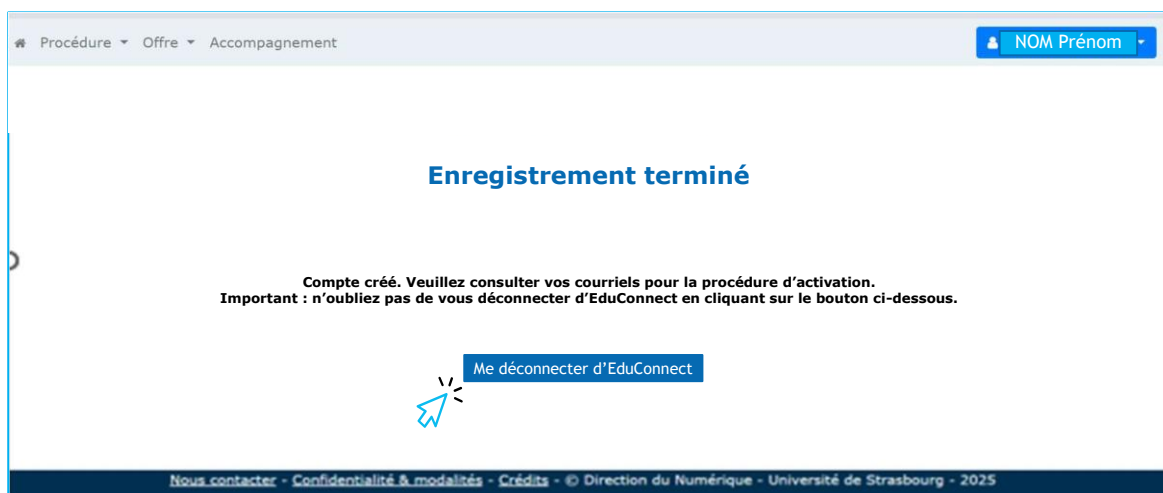 Procédure Offre Accompagnement NOM Prénom
Enregistrement terminé
Compte créé. Veuillez consulter vos courriels pour la procédure d’activation.
Important : n’oubliez pas de vous déconnecter d’EduConnect en cliquant sur le bouton ci-dessous.
Me déconnecter d’EduConnect
Nous contacter - Confidentialité & modalités - Crédits - © Direction du Numérique - Université de Strasbourg - 2025